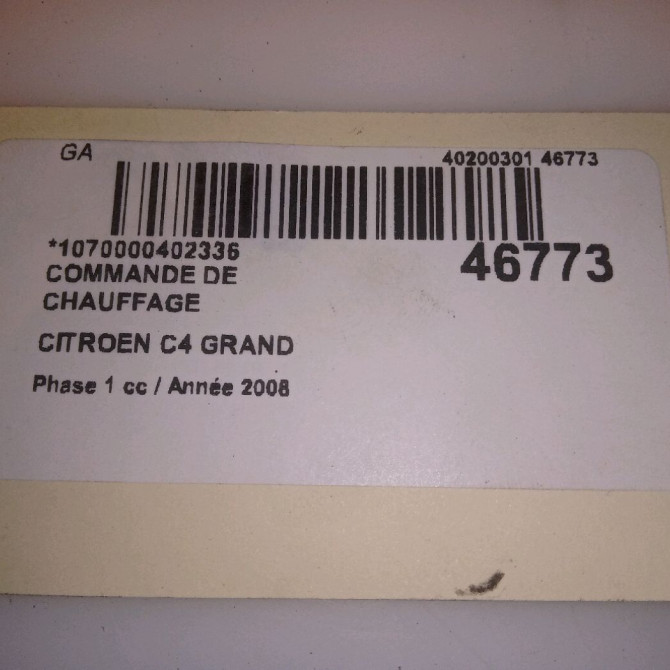 GA 40200301 46773
*1070000402336 46773
COMMANDE DE
CHAUFFAGE
CITROEN C4 GRAND
Phase 1 cc / Année 2008